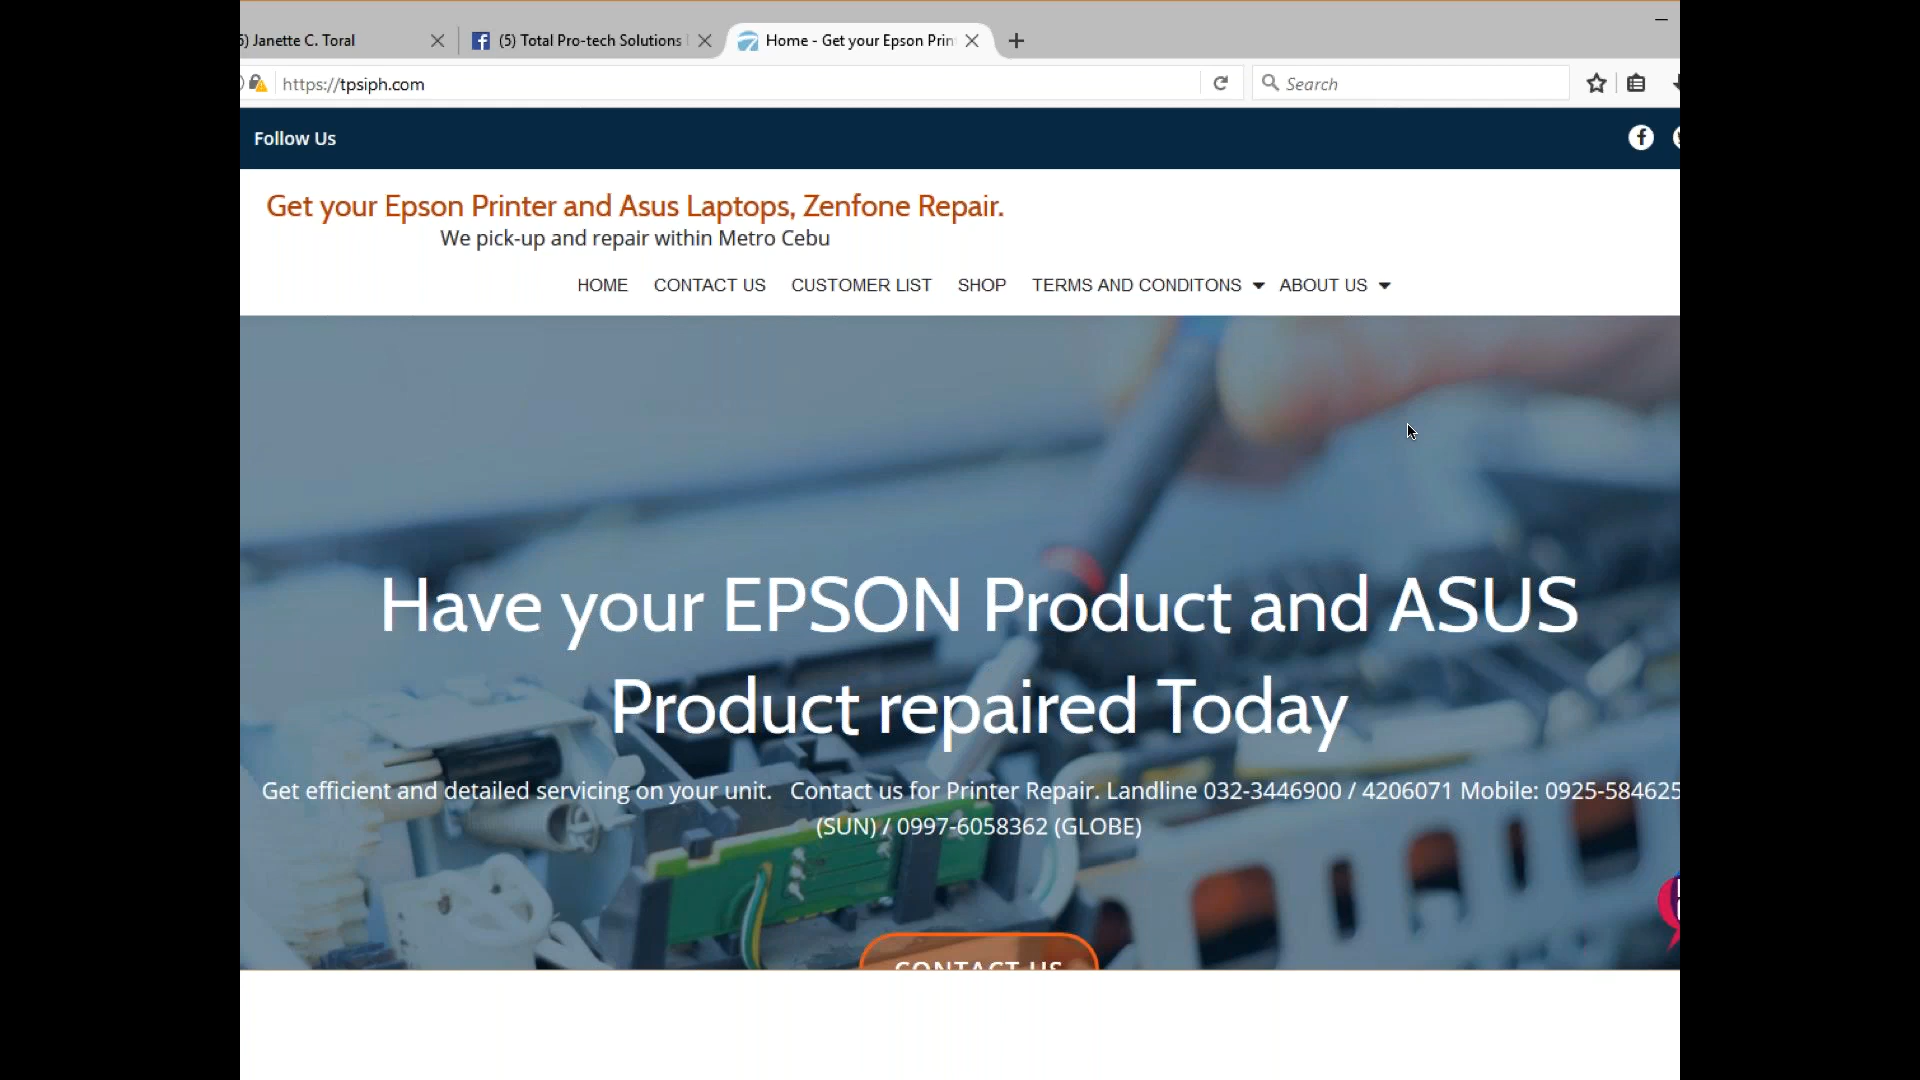 Janette C. Toral
(5) Total Pro-tech Solutions
Home - Get your Epson Prin
https://tpsiph.com
Search
Follow Us
Get your Epson Printer and Asus Laptops, Zenfone Repair.
We pick-up and repair within Metro Cebu
HOME CONTACT US CUSTOMER LIST SHOP TERMS AND CONDITONS ABOUT US
Have your EPSON Product and ASUS
Product repaired Today
Get efficient and detailed servicing on your unit. Contact us for Printer Repair. Landline 032-3446900 / 4206071 Mobile: 0925-584625
(SUN) / 0997-6058362 (GLOBE)
CONTACT US